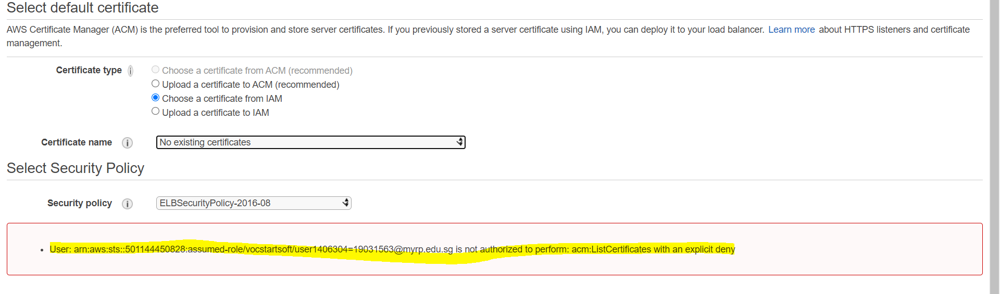 Select default certificate
AWS Certificate Manager (ACM) is the preferred tool to provision and store server certificates. If you previously stored a server certificate using IAM, you can deploy it to your load balancer. Learn more about HTTPS listeners and certificate
management.
Certificate type i
Choose a certificate from ACM (recommended)
Upload a certificate to ACM (recommended)
Choose a certificate from IAM
Upload a certificate to IAM
Certificate name i
No existing certificates
Select Security Policy
Security policy i
ELBSecurityPolicy-2016-08
User: arn:aws:sts::501144450828:assumed-role/vocstartsoft/user1406304=19031563@myrp.edu.sg is not authorized to perform: acm:ListCertificates with an explicit deny